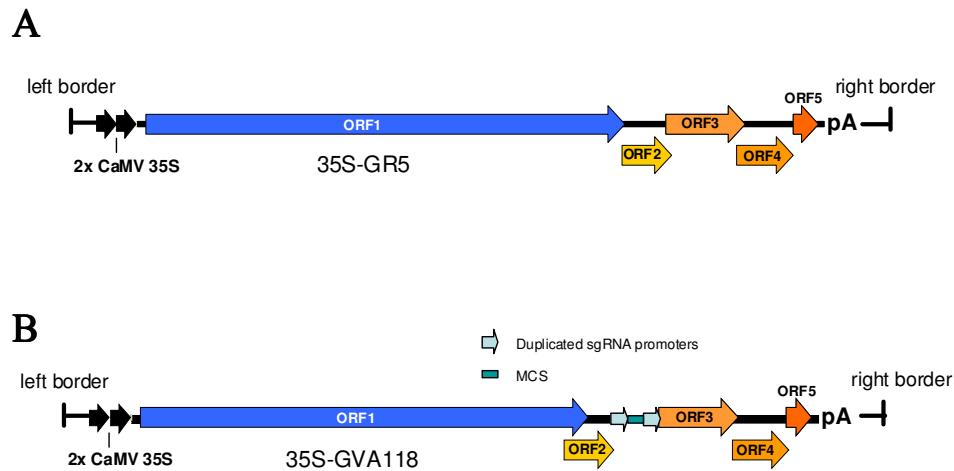 A
left border
right border
ORF5
ORF1
ORF3
pA
ORF2
ORF4
2x CaMV 35S
35S-GR5
B
Duplicated sgRNA promoters
MCS
left border
right border
ORF5
ORF1
ORF3
pA
ORF2
ORF4
2x CaMV 35S
35S-GVA118